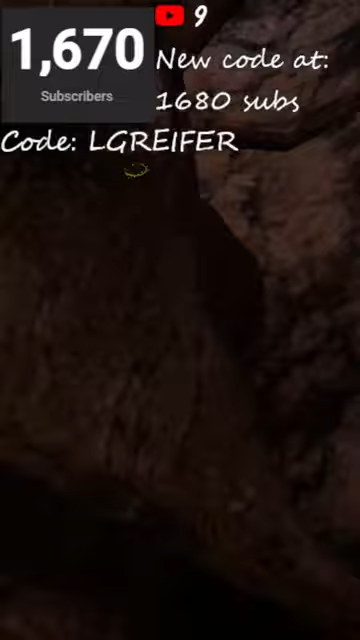 1,670
Subscribers
9
New code at:
1680 subs
Code: LGREIFER